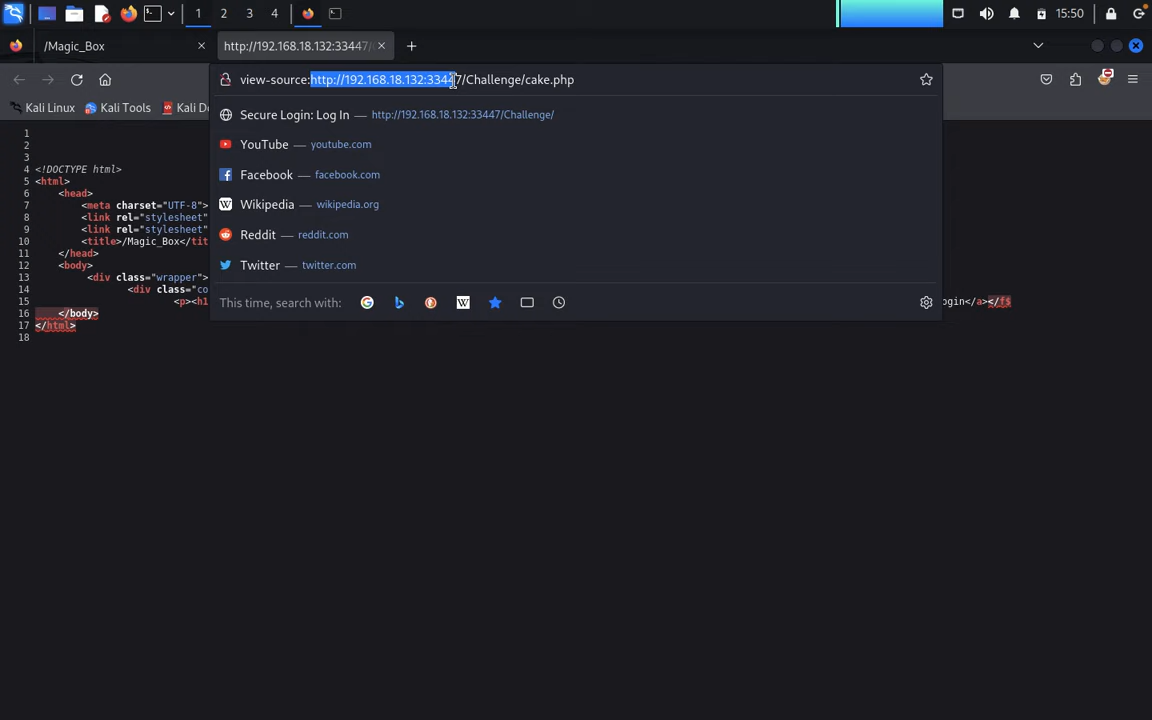 1 2 3 4 15:50
/Magic_Box http://192.168.18.132:33447/
view-source:http://192.168.18.132:33447/Challenge/cake.php
Kali Linux Kali Tools Kali Do
Secure Login: Log In — http://192.168.18.132:33447/Challenge/
YouTube — youtube.com
Facebook — facebook.com
Wikipedia — wikipedia.org
Reddit — reddit.com
Twitter — twitter.com
This time, search with:
1
2
3
4 <!DOCTYPE html>
5 <html>
6 <head>
7 <meta charset="UTF-8"
8 <link rel="stylesheet"
9 <link rel="stylesheet"
10 <title>/Magic_Box</tit
11 </head>
12 <body>
13 <div class="wrapper">
14 <div class="co
15 <p><h1 ogin</a></fs
16 </body>
17 </html>
18